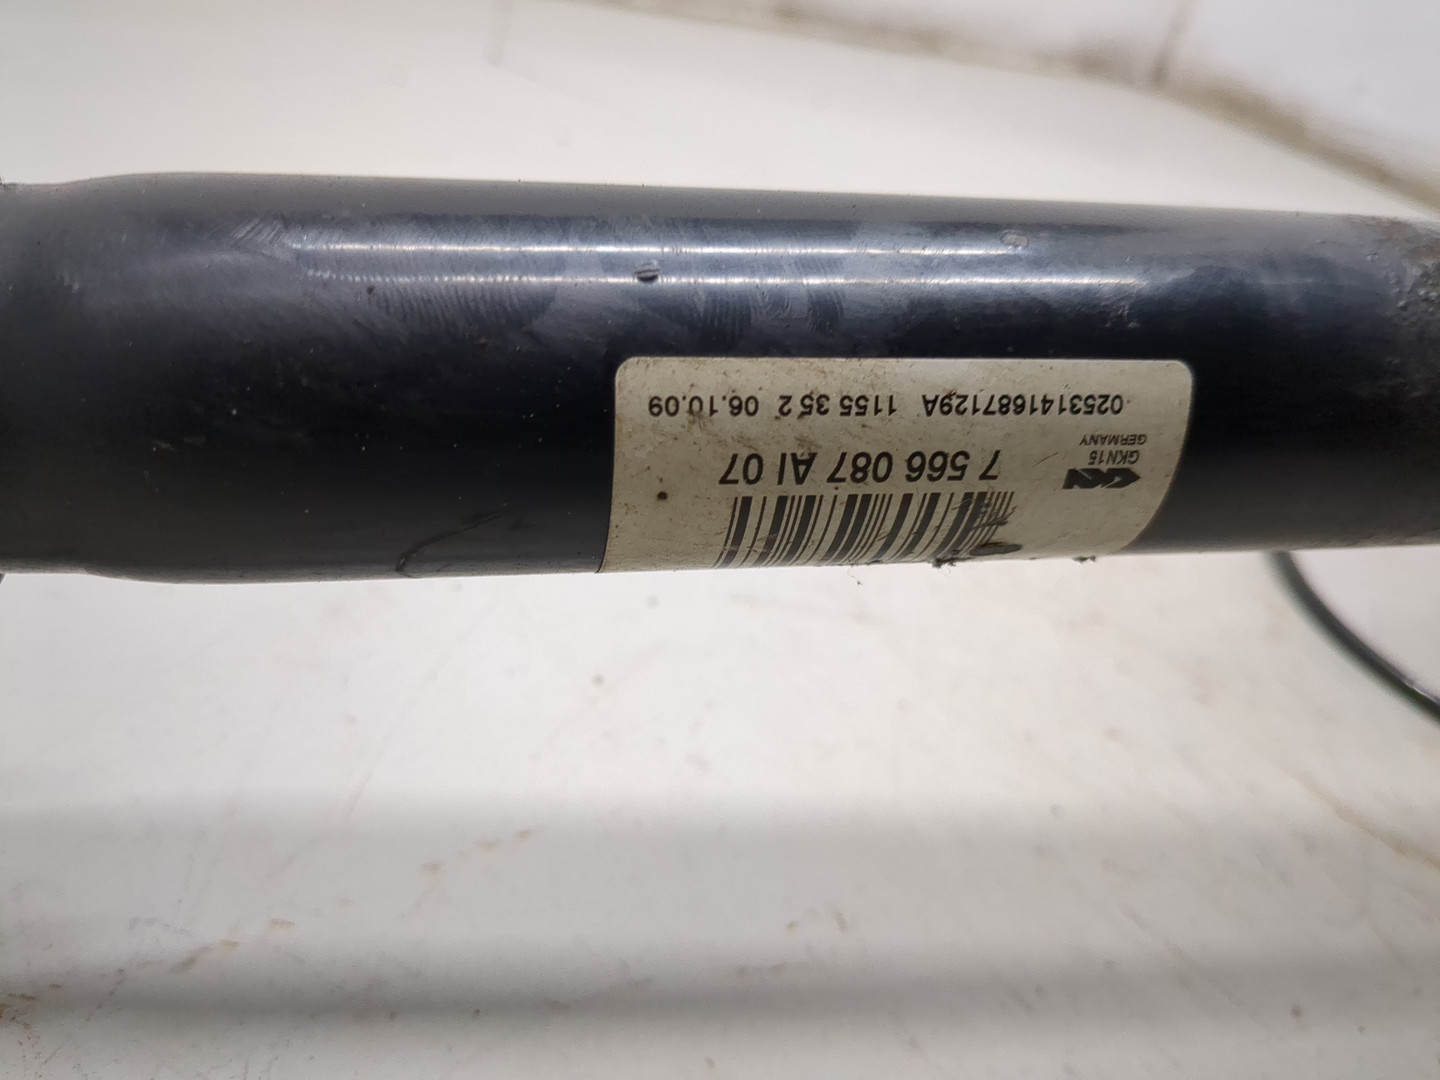 GKN
GKN15
GERMANY
7 566 087 AI 07
0253141687129A 1155 35 2 06.10.09